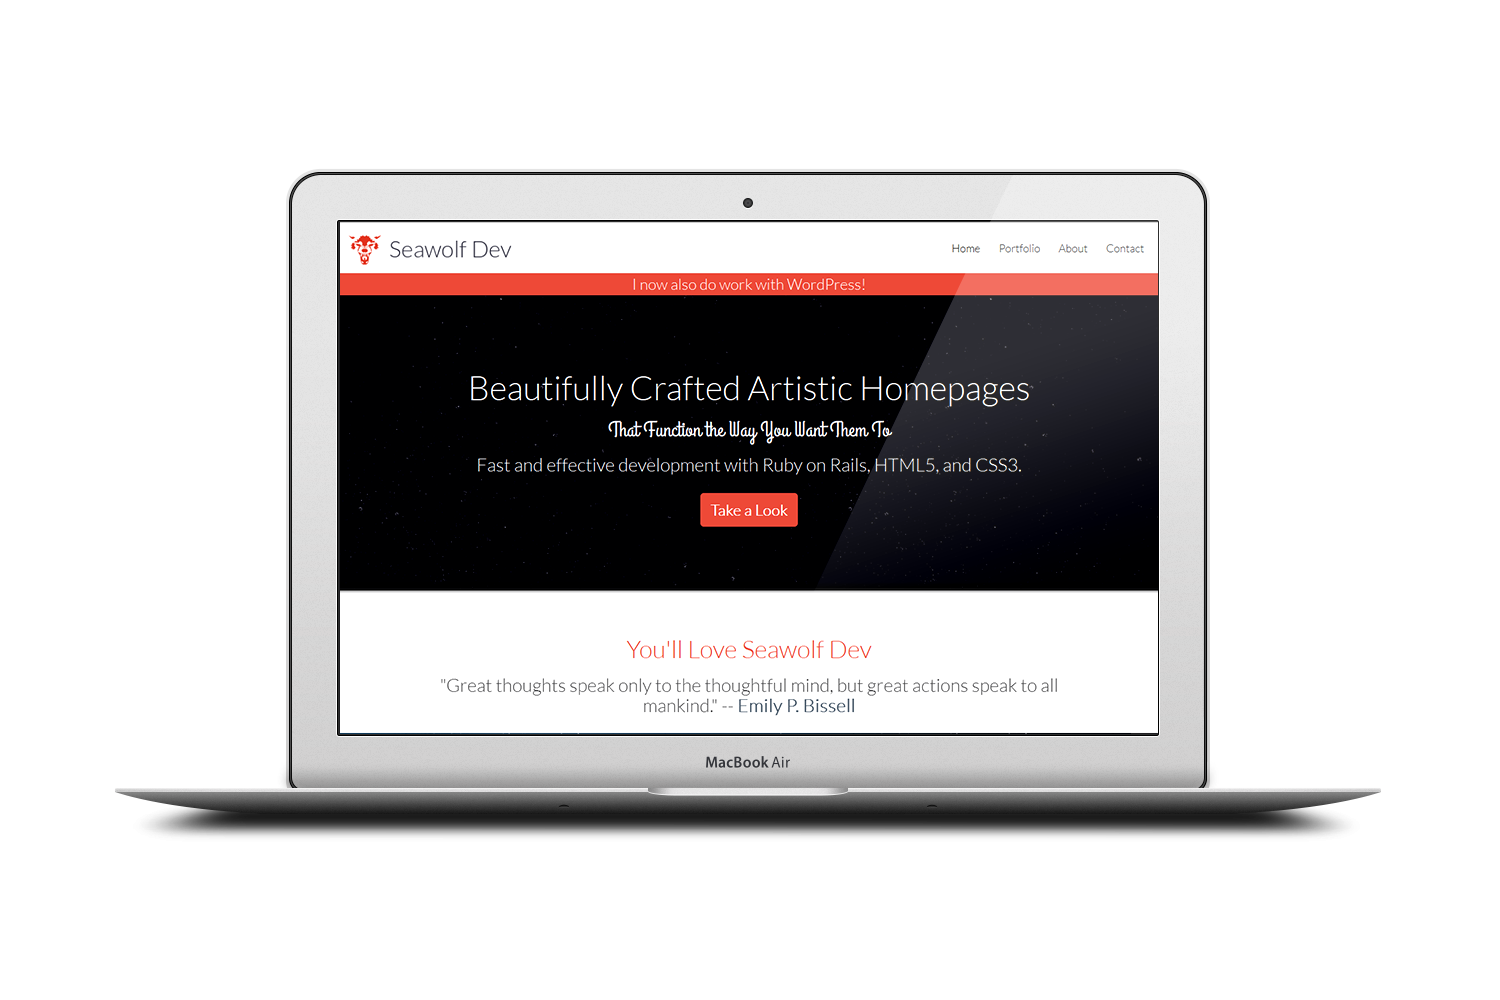 Seawolf Dev
Home Portfolio About Contact
I now also do work with WordPress!
Beautifully Crafted Artistic Homepages
That Function the Way You Want Them To
Fast and effective development with Ruby on Rails, HTML5, and CSS3.
Take a Look
You'll Love Seawolf Dev
"Great thoughts speak only to the thoughtful mind, but great actions speak to all
mankind." -- Emily P. Bissell
MacBook Air